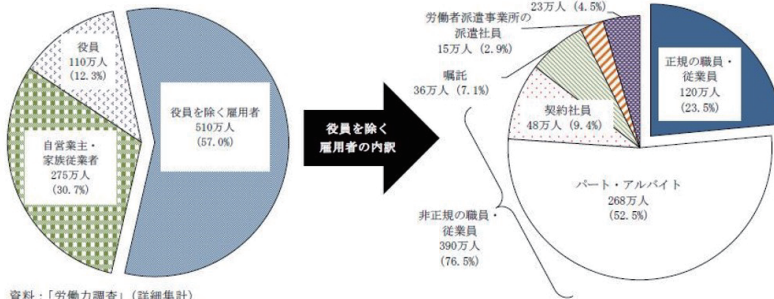 役員
110万人
(12.3%)
役員を除く雇用者
510万人
(57.0%)
自営業主・
家族従業者
275万人
(30.7%)
役員を除く
雇用者の内訳
23万人 (4.5%)
労働者派遣事業所の
派遣社員
15万人 (2.9%)
嘱託
36万人 (7.1%)
契約社員
48万人 (9.4%)
正規の職員・
従業員
120万人
(23.5%)
パート・アルバイト
268万人
(52.5%)
非正規の職員・
従業員
390万人
(76.5%)
資料：「労働力調査」(詳細集計)